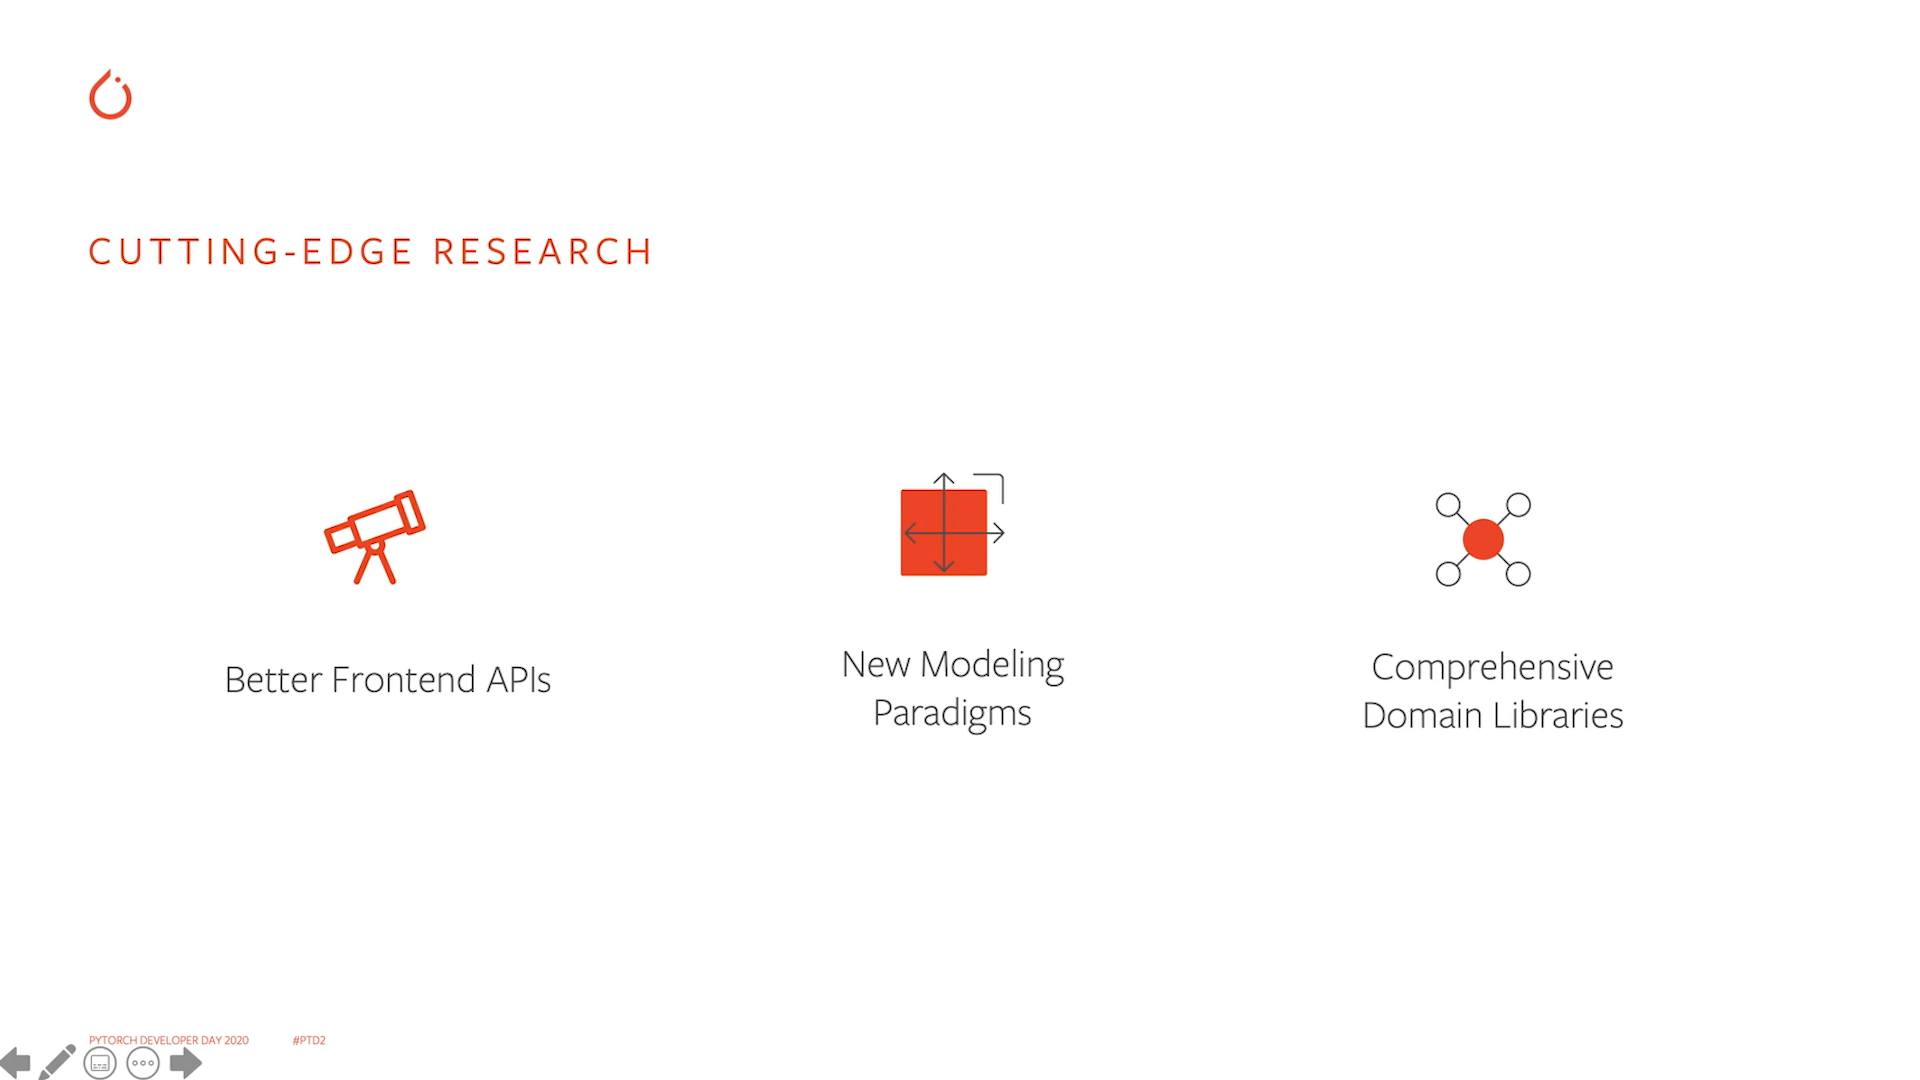 CUTTING-EDGE RESEARCH
Better Frontend APIs
New Modeling
Paradigms
Comprehensive
Domain Libraries
PYTORCH DEVELOPER DAY 2020 #PTD2